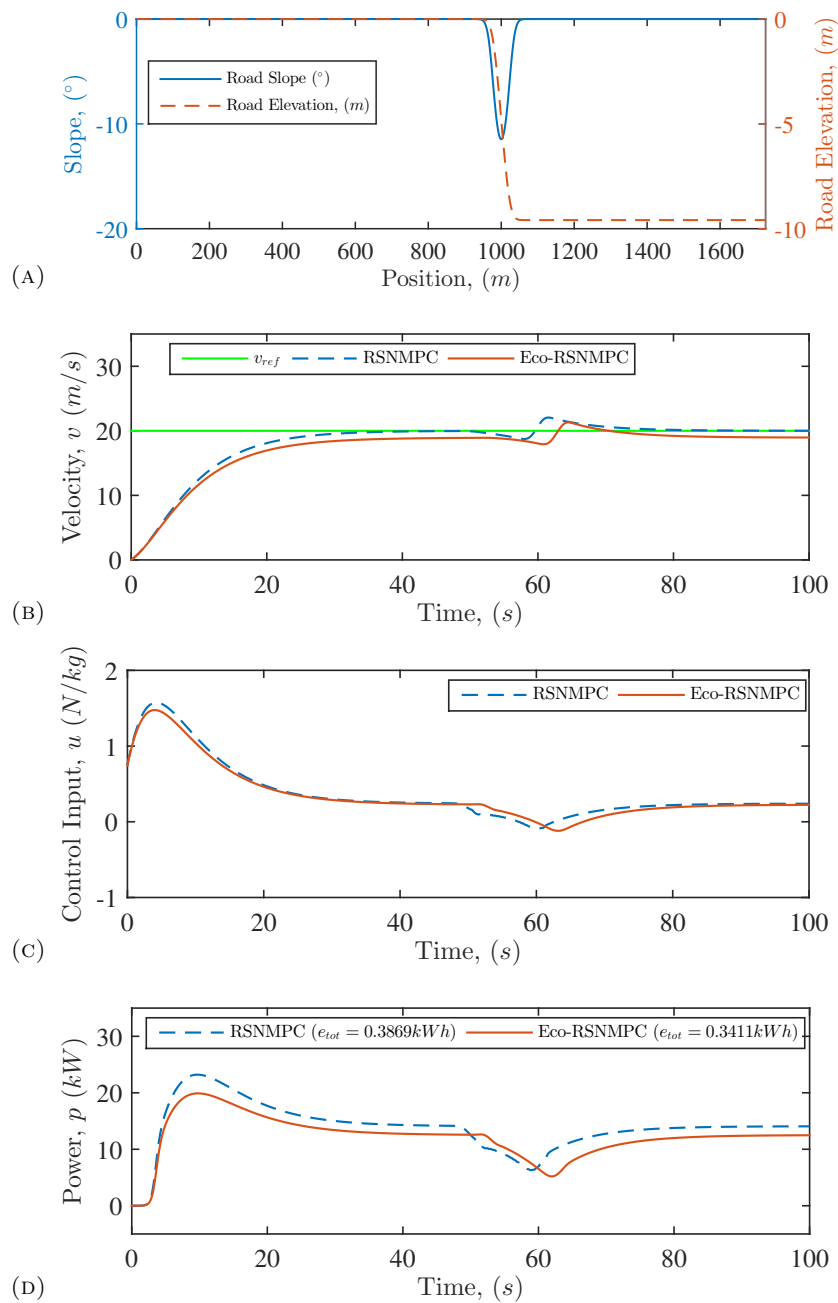 0
-10
-20
Slope, (°)
Road Slope (°)
Road Elevation, (m)
0
-5
-10
Road Elevation, (m)
0 200 400 600 800 1000 1200 1400 1600
Position, (m)
(A)
30
20
10
0
Velocity, v (m/s)
v_ref RSNMPC Eco-RSNMPC
0 20 40 60 80 100
Time, (s)
(B)
2
1
0
-1
Control Input, u (N/kg)
RSNMPC Eco-RSNMPC
0 20 40 60 80 100
Time, (s)
(C)
30
20
10
0
Power, p (kW)
RSNMPC (e_tot = 0.3869kWh) Eco-RSNMPC (e_tot = 0.3411kWh)
0 20 40 60 80 100
Time, (s)
(D)